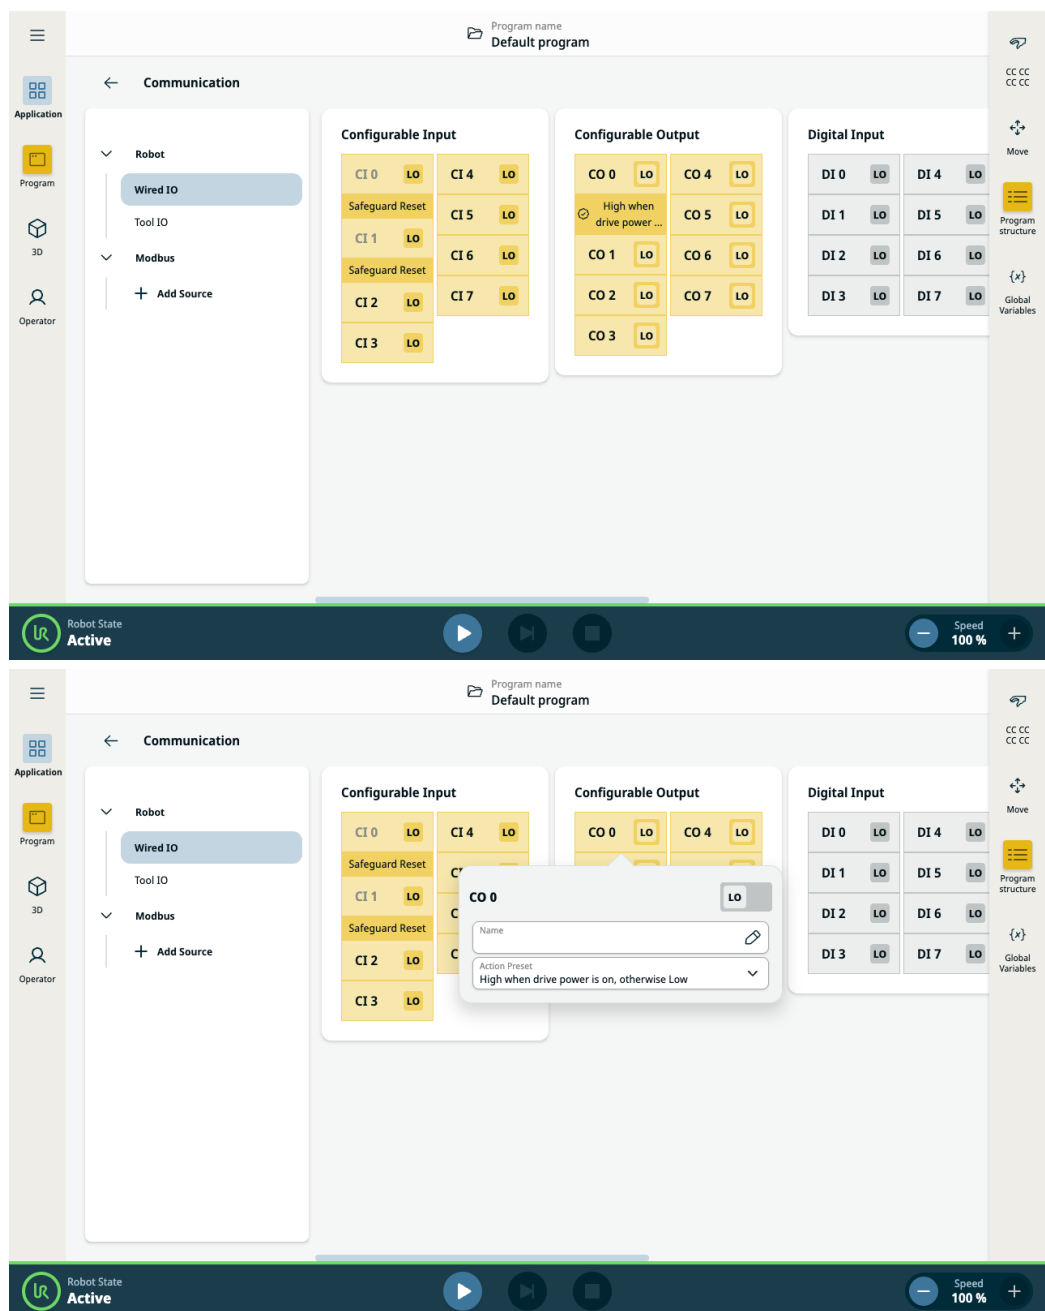 Program name
Default program
Communication
Application
Program
3D
Operator
Robot
Wired IO
Tool IO
Modbus
Add Source
Configurable Input
CI 0 LO CI 4 LO
Safeguard Reset
CI 5 LO
CI 1 LO
CI 6 LO
Safeguard Reset
CI 2 LO CI 7 LO
CI 3 LO
Configurable Output
CO 0 LO CO 4 LO
High when
drive power ...
CO 5 LO
CO 1 LO CO 6 LO
CO 2 LO CO 7 LO
CO 3 LO
Digital Input
DI 0 LO DI 4 LO
DI 1 LO DI 5 LO
DI 2 LO DI 6 LO
DI 3 LO DI 7 LO
CC CC
CC CC
Move
Program
structure
{x}
Global
Variables
UR
Robot State
Active
Speed
100 %
Program name
Default program
Communication
Application
Program
3D
Operator
Robot
Wired IO
Tool IO
Modbus
Add Source
Configurable Input
CI 0 LO CI 4 LO
Safeguard Reset
CI 1 LO
Safeguard Reset
CI 2 LO
CI 3 LO
Configurable Output
CO 0 LO CO 4 LO
CO 0 LO
Name
Action Preset
High when drive power is on, otherwise Low
Digital Input
DI 0 LO DI 4 LO
DI 1 LO DI 5 LO
DI 2 LO DI 6 LO
DI 3 LO DI 7 LO
CC CC
CC CC
Move
Program
structure
{x}
Global
Variables
UR
Robot State
Active
Speed
100 %